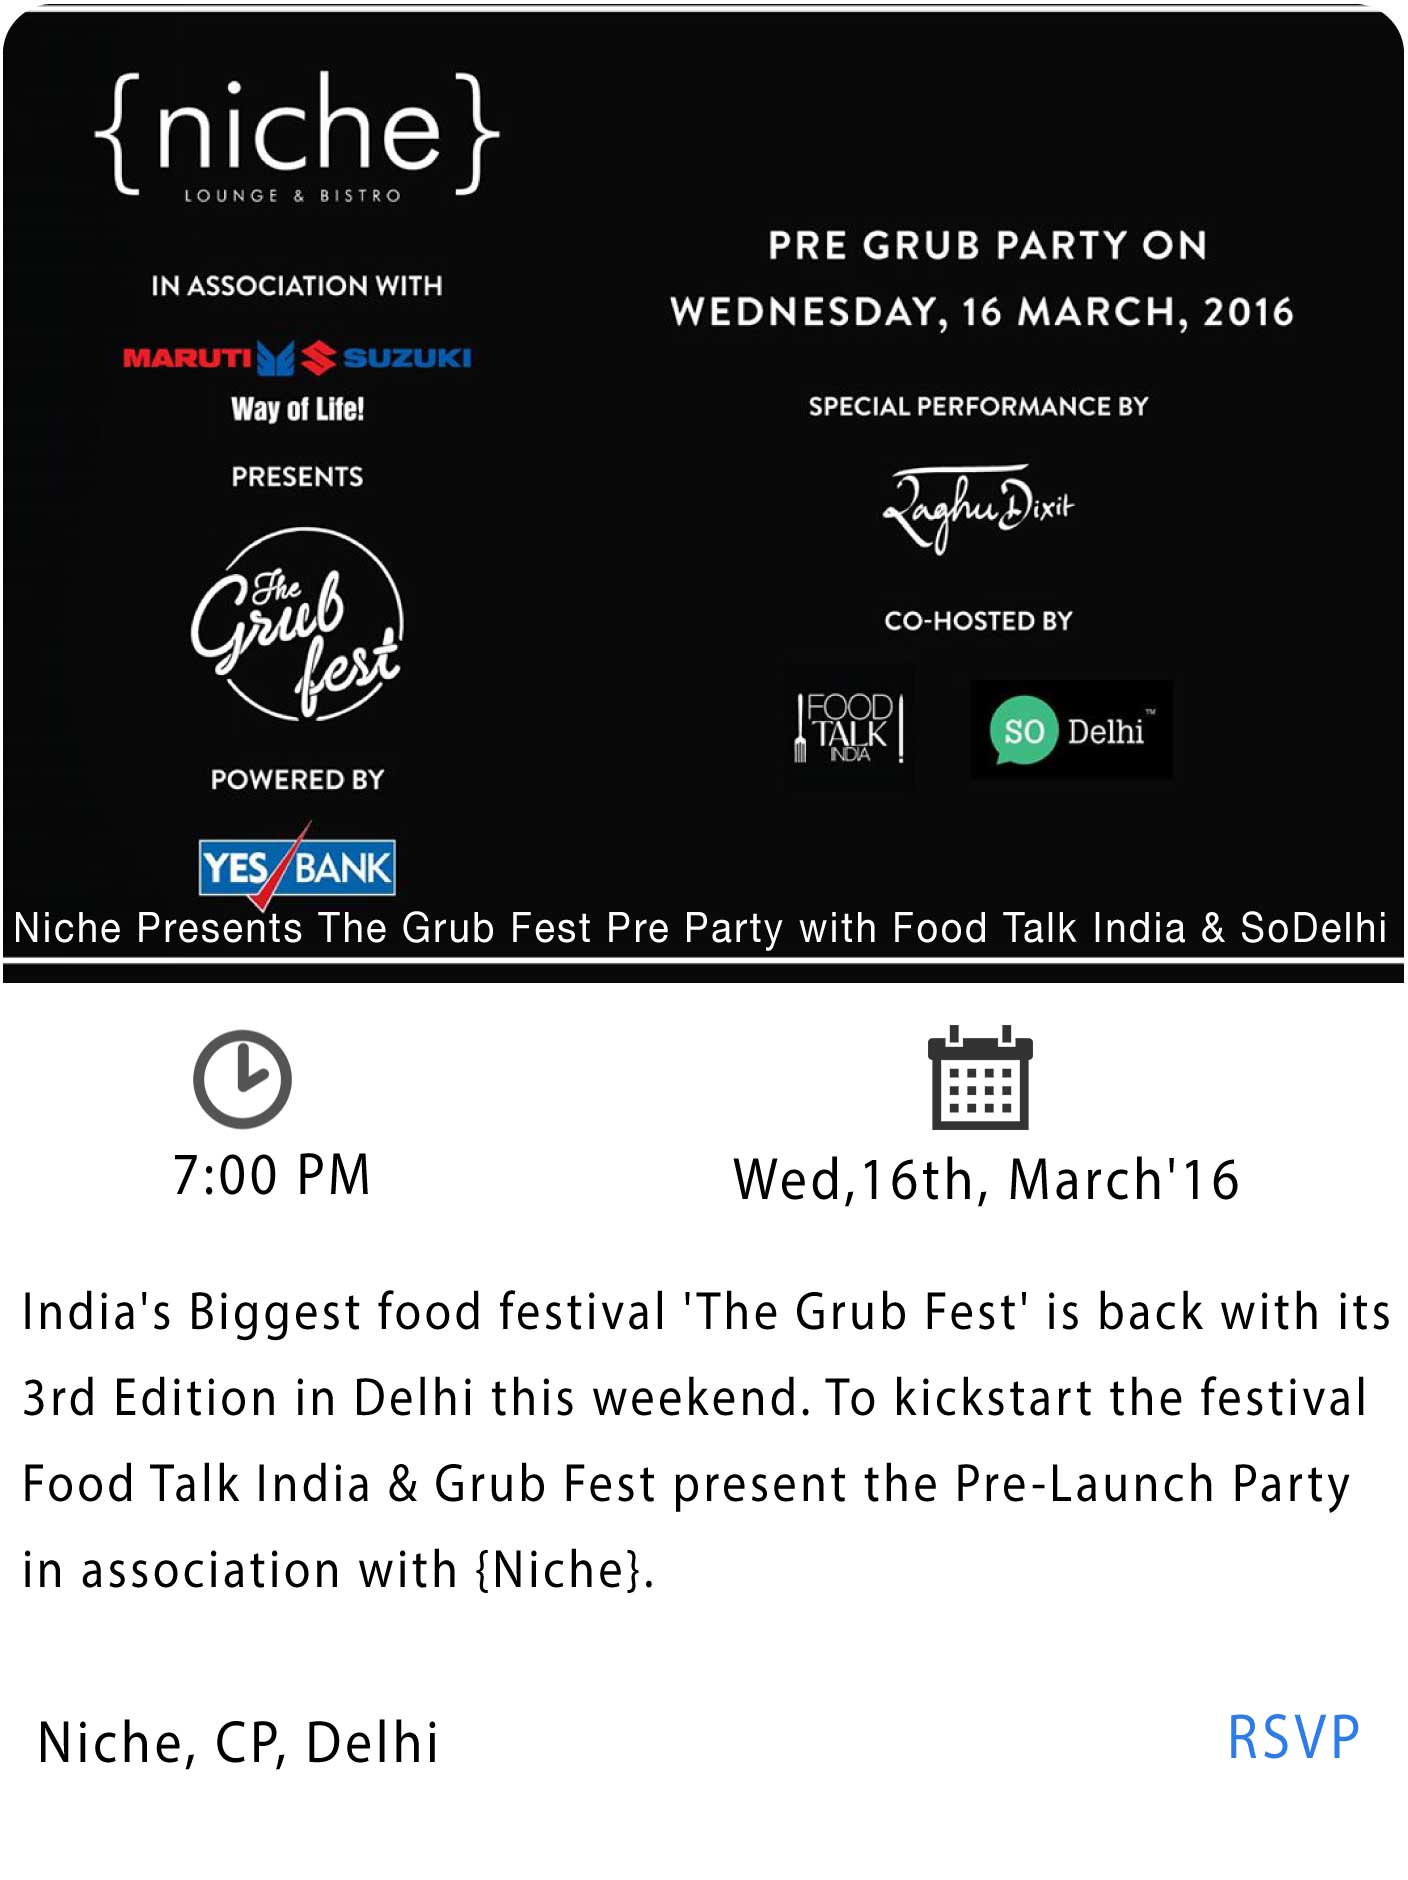 {niche}
LOUNGE & BISTRO
IN ASSOCIATION WITH
MARUTI SUZUKI
Way of Life!
PRESENTS
The
Grub
fest
POWERED BY
YES BANK
PRE GRUB PARTY ON
WEDNESDAY, 16 MARCH, 2016
SPECIAL PERFORMANCE BY
Raghu Dixit
CO-HOSTED BY
FOOD
TALK
INDIA
SO Delhi™
Niche Presents The Grub Fest Pre Party with Food Talk India & SoDelhi
7:00 PM
Wed,16th, March'16
India's Biggest food festival 'The Grub Fest' is back with its
3rd Edition in Delhi this weekend. To kickstart the festival
Food Talk India & Grub Fest present the Pre-Launch Party
in association with {Niche}.
Niche, CP, Delhi
RSVP